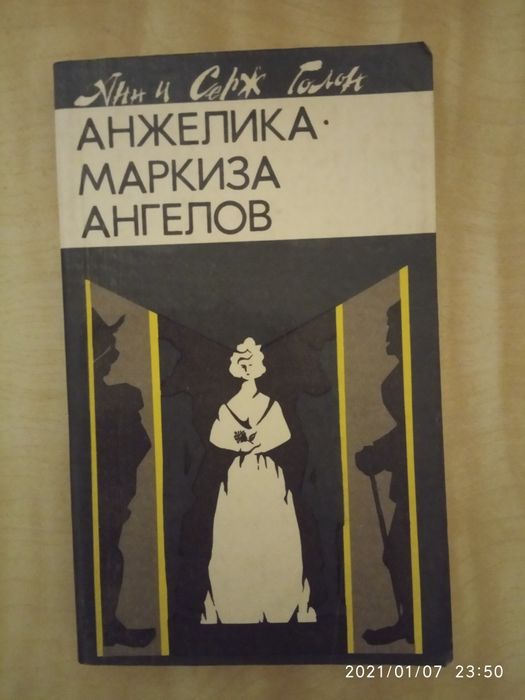 Анн и Серж Голон
АНЖЕЛИКА·
МАРКИЗА
АНГЕЛОВ
2021/01/07 23:50